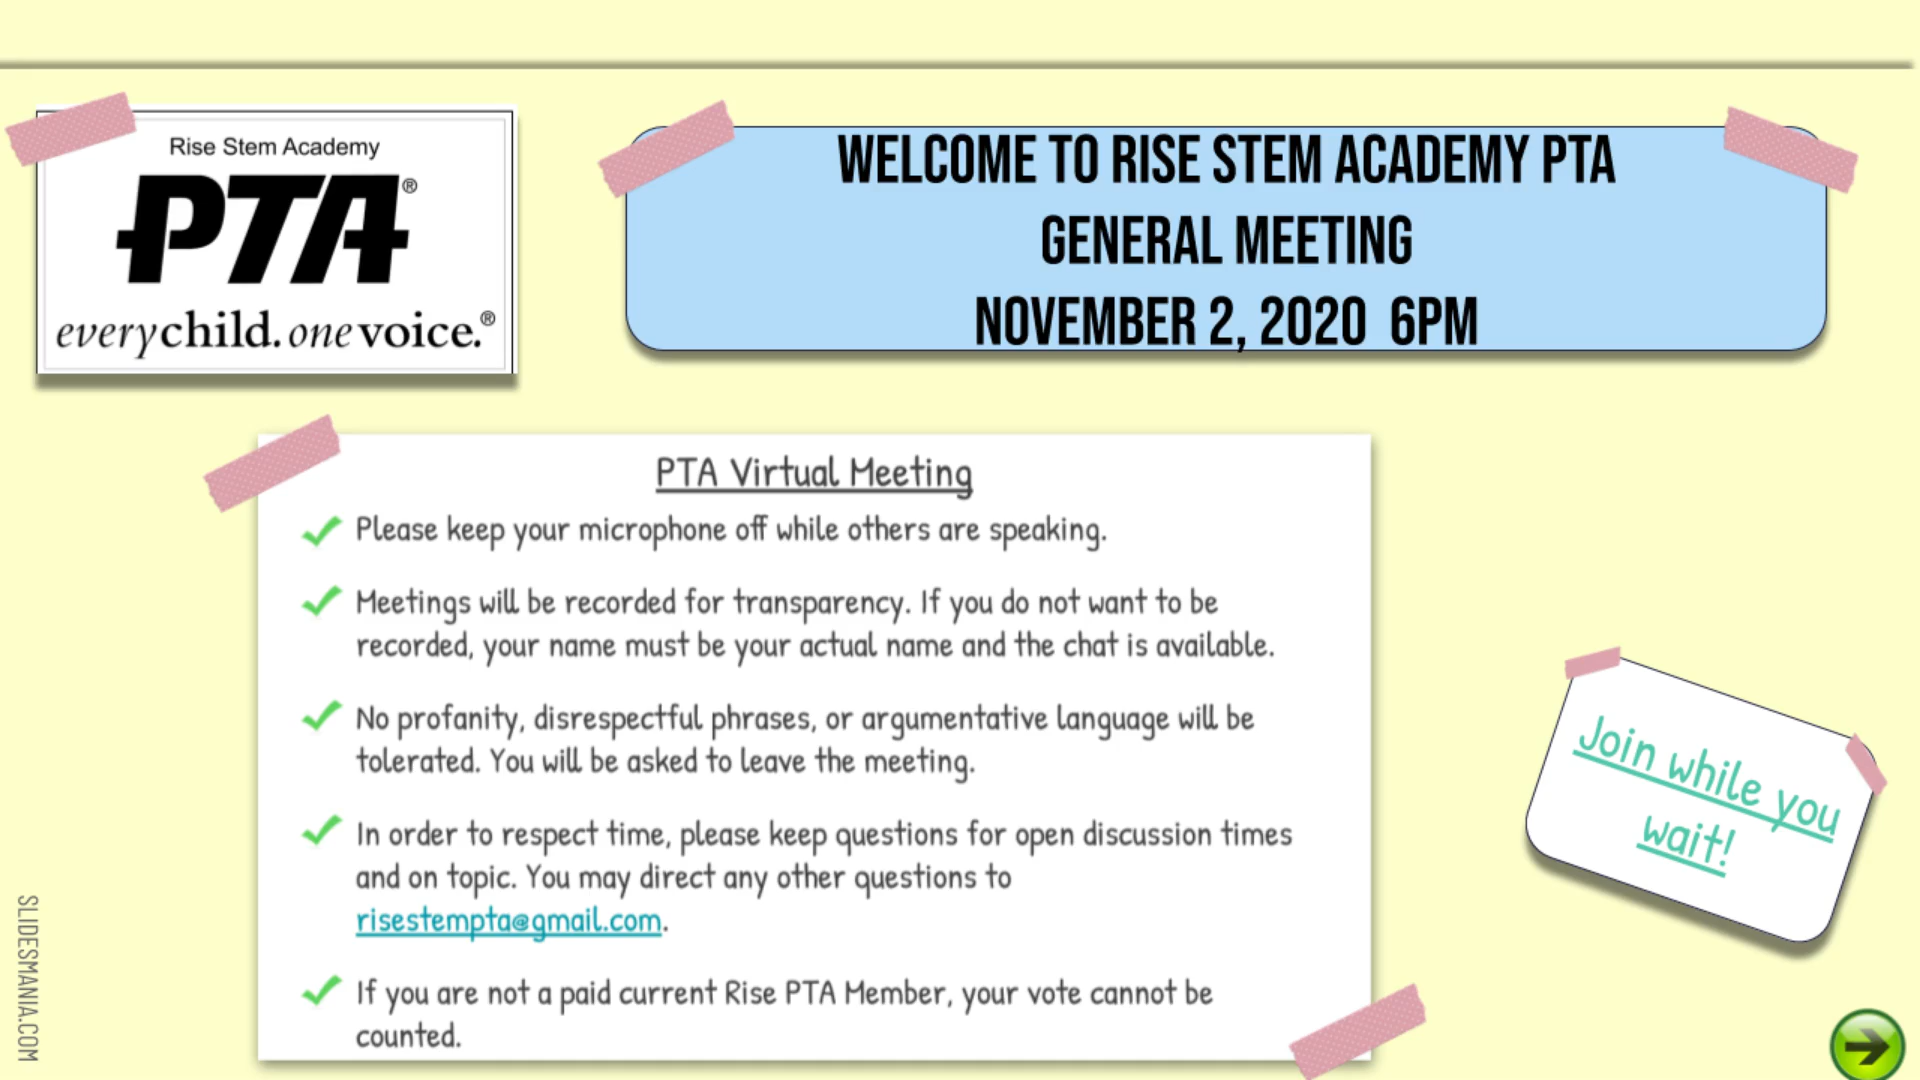 Rise Stem Academy
PTA®
everychild. one voice.®
WELCOME TO RISE STEM ACADEMY PTA
GENERAL MEETING
NOVEMBER 2, 2020 6PM
PTA Virtual Meeting
Please keep your microphone off while others are speaking.
Meetings will be recorded for transparency. If you do not want to be
recorded, your name must be your actual name and the chat is available.
No profanity, disrespectful phrases, or argumentative language will be
tolerated. You will be asked to leave the meeting.
In order to respect time, please keep questions for open discussion times
and on topic. You may direct any other questions to
risestempta@gmail.com.
If you are not a paid current Rise PTA Member, your vote cannot be
counted.
Join while you
wait!
SLIDESMANIA.COM